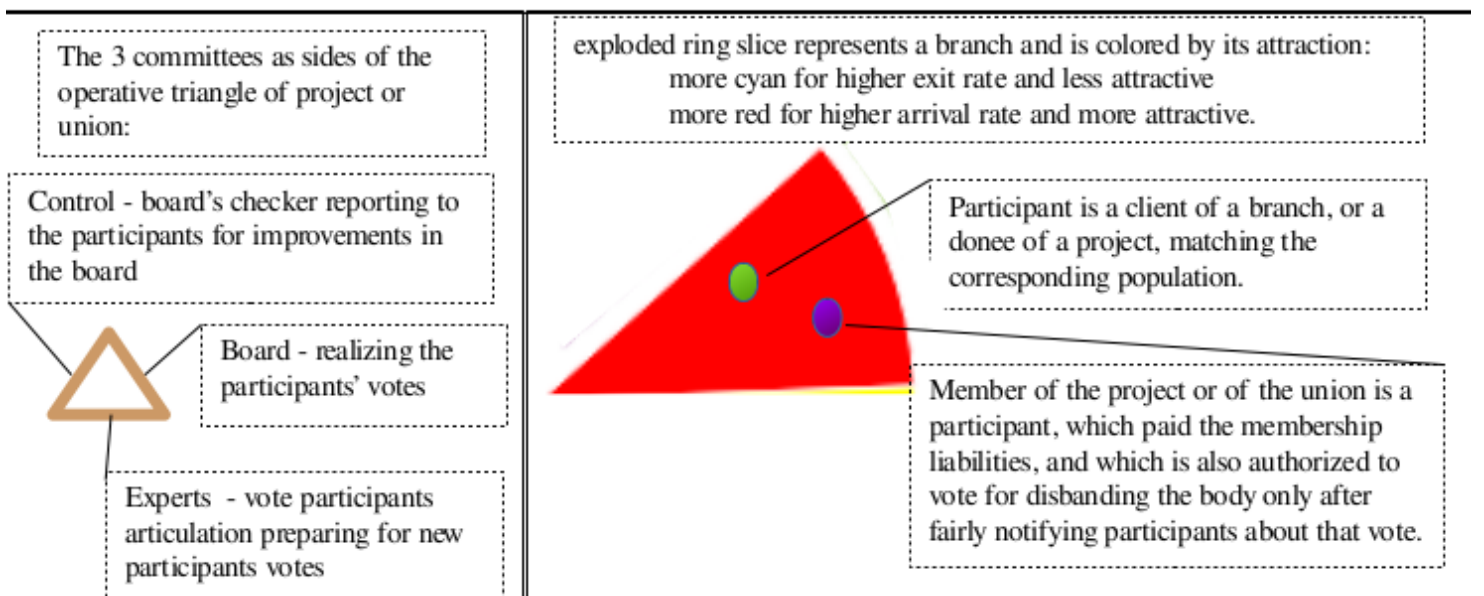 The 3 committees as sides of the
operative triangle of project or
union:
Control - board's checker reporting to
the participants for improvements in
the board
Board - realizing the
participants' votes
Experts - vote participants
articulation preparing for new
participants votes
exploded ring slice represents a branch and is colored by its attraction:
more cyan for higher exit rate and less attractive
more red for higher arrival rate and more attractive.
Participant is a client of a branch, or a
donee of a project, matching the
corresponding population.
Member of the project or of the union is a
participant, which paid the membership
liabilities, and which is also authorized to
vote for disbanding the body only after
fairly notifying participants about that vote.